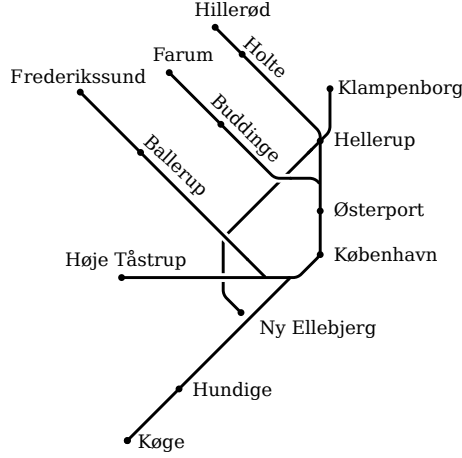 Hillerød
Holte
Farum
Frederikssund
Klampenborg
Buddinge
Ballerup
Hellerup
Østerport
København
Høje Tåstrup
Ny Ellebjerg
Hundige
Køge